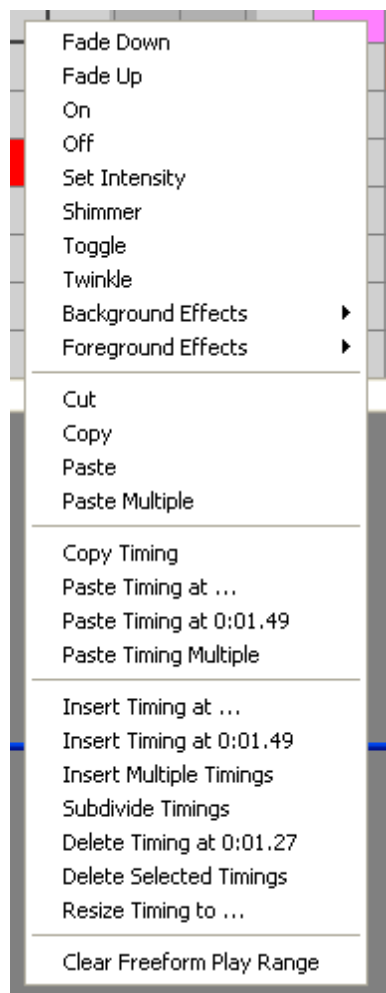 Fade Down
Fade Up
On
Off
Set Intensity
Shimmer
Toggle
Twinkle
Background Effects
Foreground Effects
Cut
Copy
Paste
Paste Multiple
Copy Timing
Paste Timing at ...
Paste Timing at 0:01.49
Paste Timing Multiple
Insert Timing at ...
Insert Timing at 0:01.49
Insert Multiple Timings
Subdivide Timings
Delete Timing at 0:01.27
Delete Selected Timings
Resize Timing to ...
Clear Freeform Play Range